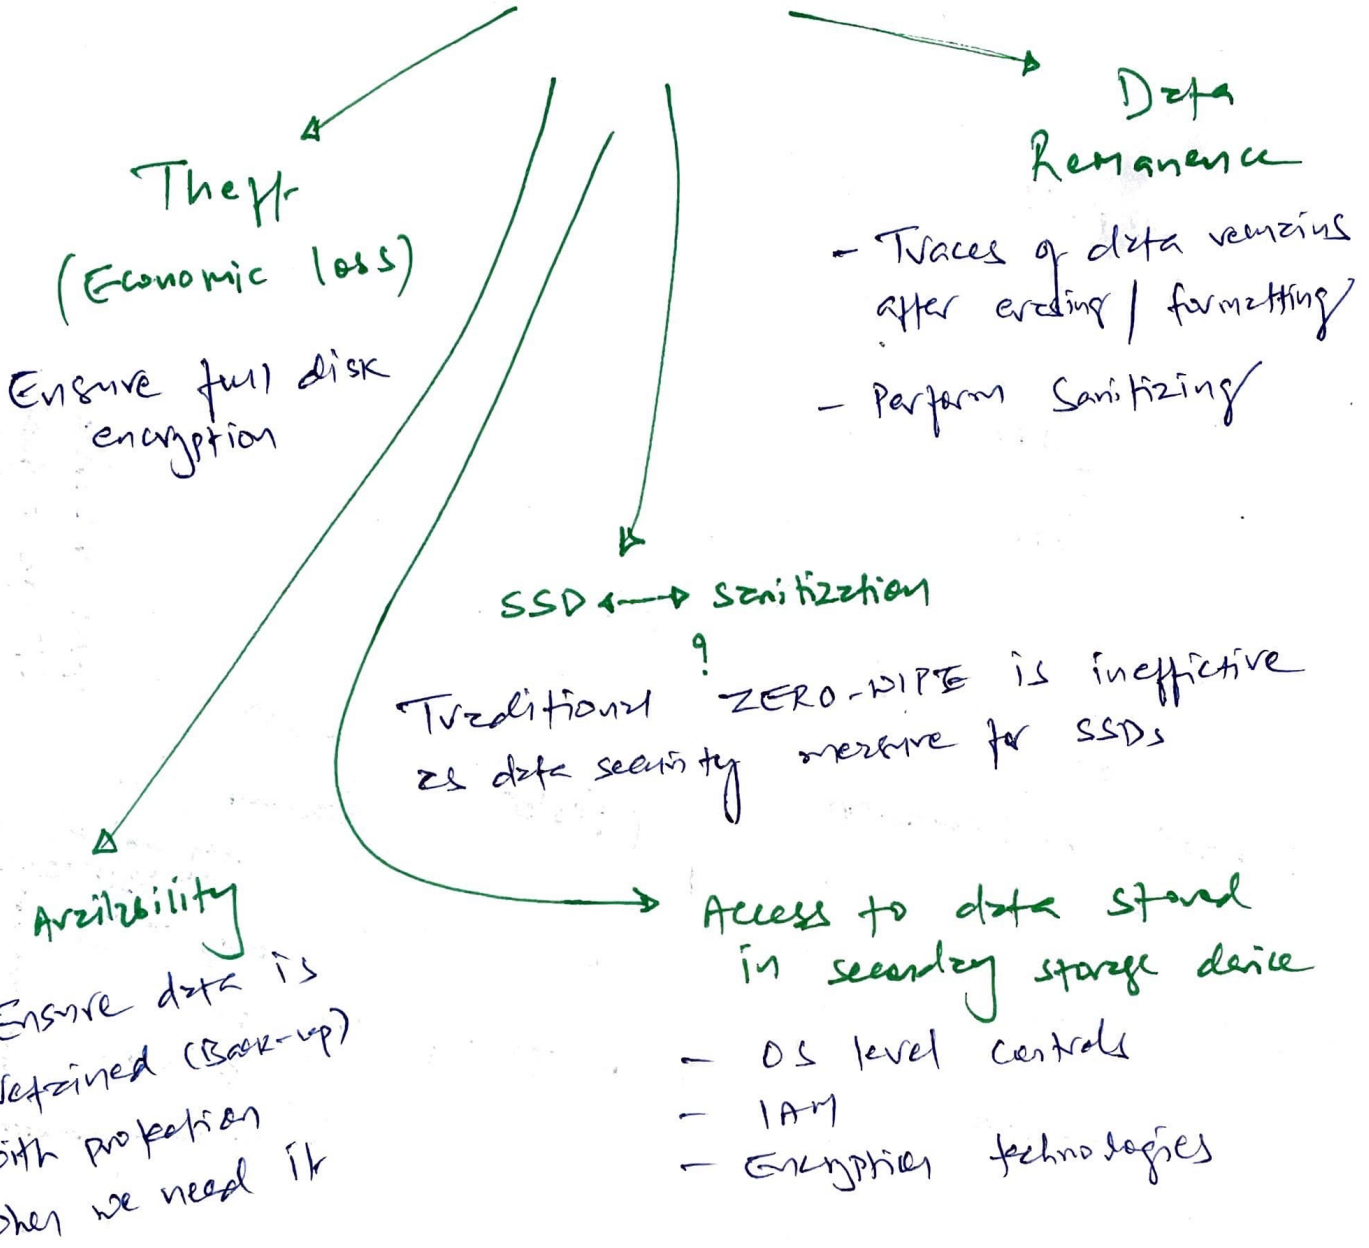 Theft
(Economic loss)
Ensure full disk
encryption
Data
Remanence
- Traces of data remains
after erasing / formatting
- Perform Sanitizing
SSD ↔ sanitization
?
Traditional ZERO-WIPE is ineffictive
as data security measure for SSDs
Availability
Ensure data is
retained (Back-up)
with protection
when we need it
Access to data stored
in secondary storage device
- OS level controls
- IAM
- Encryption technologies